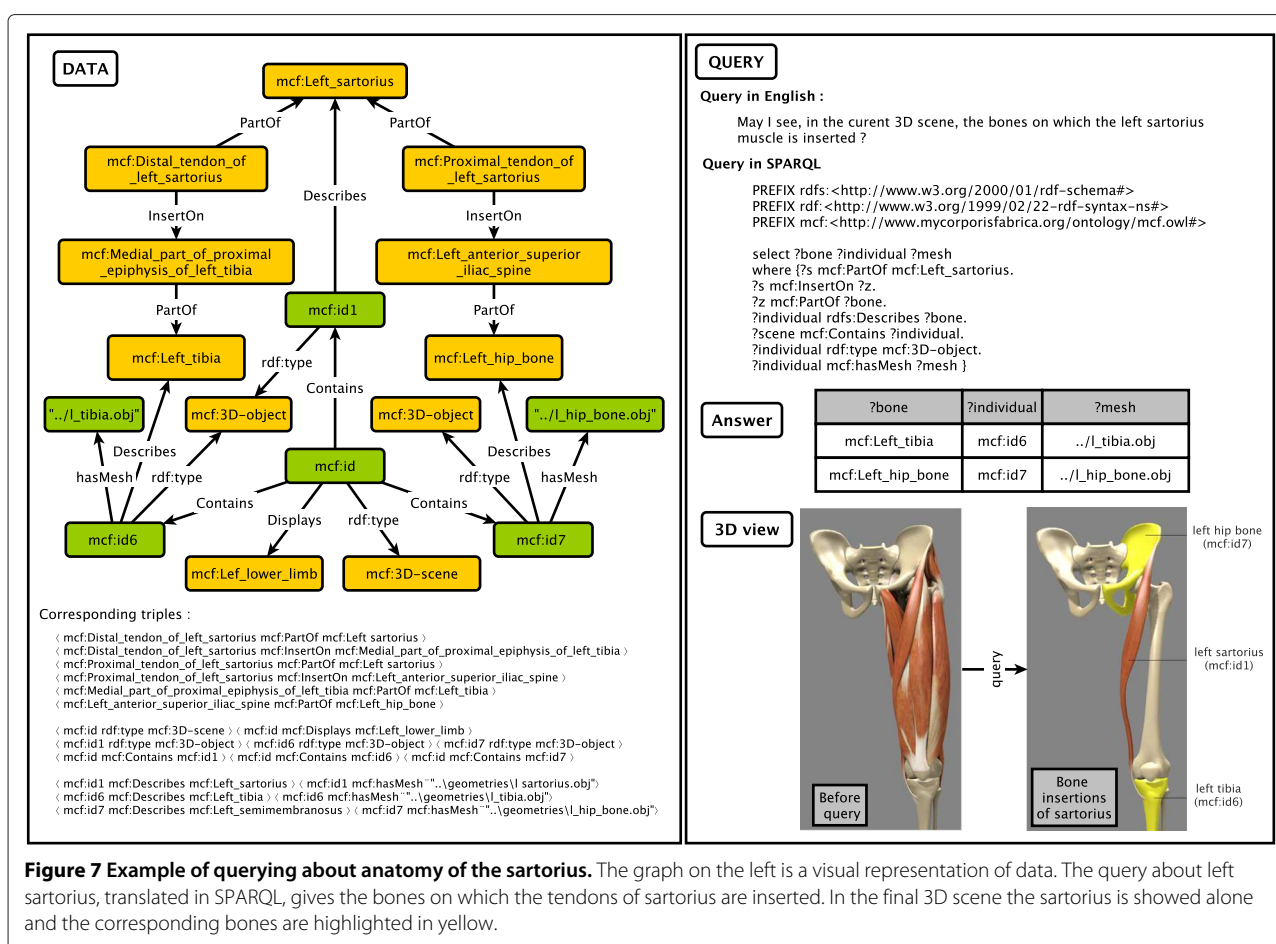 DATA
mcf:Left_sartorius
PartOf
PartOf
mcf:Distal_tendon_of
_left_sartorius
mcf:Proximal_tendon_of
_left_sartorius
Describes
InsertOn
InsertOn
mcf:Medial_part_of_proximal
_epiphysis_of_left_tibia
mcf:Left_anterior_superior
_iliac_spine
PartOf
mcf:id1
PartOf
mcf:Left_tibia
rdf:type
mcf:Left_hip_bone
Contains
"../l_tibia.obj"
mcf:3D-object
mcf:3D-object
"../l_hip_bone.obj"
Describes
Describes
hasMesh
rdf:type
mcf:id
rdf:type
hasMesh
Contains
Contains
Displays
rdf:type
mcf:id6
mcf:id7
mcf:Lef_lower_limb
mcf:3D-scene
Corresponding triples :
⟨ mcf:Distal_tendon_of_left_sartorius mcf:PartOf mcf:Left sartorius ⟩
⟨ mcf:Distal_tendon_of_left_sartorius mcf:InsertOn mcf:Medial_part_of_proximal_epiphysis_of_left_tibia ⟩
⟨ mcf:Proximal_tendon_of_left_sartorius mcf:PartOf mcf:Left sartorius ⟩
⟨ mcf:Proximal_tendon_of_left_sartorius mcf:InsertOn mcf:Left_anterior_superior_iliac_spine ⟩
⟨ mcf:Medial_part_of_proximal_epiphysis_of_left_tibia mcf:PartOf mcf:Left_tibia ⟩
⟨ mcf:Left_anterior_superior_iliac_spine mcf:PartOf mcf:Left_hip_bone ⟩
⟨ mcf:id rdf:type mcf:3D-scene ⟩ ⟨ mcf:id mcf:Displays mcf:Left_lower_limb ⟩
⟨ mcf:id1 rdf:type mcf:3D-object ⟩ ⟨ mcf:id6 rdf:type mcf:3D-object ⟩ ⟨ mcf:id7 rdf:type mcf:3D-object ⟩
⟨ mcf:id mcf:Contains mcf:id1 ⟩ ⟨ mcf:id mcf:Contains mcf:id6 ⟩ ⟨ mcf:id mcf:Contains mcf:id7 ⟩
⟨ mcf:id1 mcf:Describes mcf:Left_sartorius ⟩ ⟨ mcf:id1 mcf:hasMesh¨"..\geometries\l sartorius.obj"⟩
⟨ mcf:id6 mcf:Describes mcf:Left_tibia ⟩ ⟨ mcf:id6 mcf:hasMesh¨"..\geometries\l_tibia.obj"⟩
⟨ mcf:id7 mcf:Describes mcf:Left_semimembranosus ⟩ ⟨ mcf:id7 mcf:hasMesh¨"..\geometries\l_hip_bone.obj"⟩
QUERY
Query in English :
May I see, in the curent 3D scene, the bones on which the left sartorius
muscle is inserted ?
Query in SPARQL
PREFIX rdfs:<http://www.w3.org/2000/01/rdf-schema#>
PREFIX rdf:<http://www.w3.org/1999/02/22-rdf-syntax-ns#>
PREFIX mcf:<http://www.mycorporisfabrica.org/ontology/mcf.owl#>
select ?bone ?individual ?mesh
where {?s mcf:PartOf mcf:Left_sartorius.
?s mcf:InsertOn ?z.
?z mcf:PartOf ?bone.
?individual rdfs:Describes ?bone.
?scene mcf:Contains ?individual.
?individual rdf:type mcf:3D-object.
?individual mcf:hasMesh ?mesh }
Answer
?bone ?individual ?mesh
mcf:Left_tibia mcf:id6 ../l_tibia.obj
mcf:Left_hip_bone mcf:id7 ../l_hip_bone.obj
3D view
left hip bone
(mcf:id7)
left sartorius
(mcf:id1)
query
left tibia
(mcf:id6)
Before
query
Bone
insertions
of sartorius
Figure 7 Example of querying about anatomy of the sartorius. The graph on the left is a visual representation of data. The query about left
sartorius, translated in SPARQL, gives the bones on which the tendons of sartorius are inserted. In the final 3D scene the sartorius is showed alone
and the corresponding bones are highlighted in yellow.